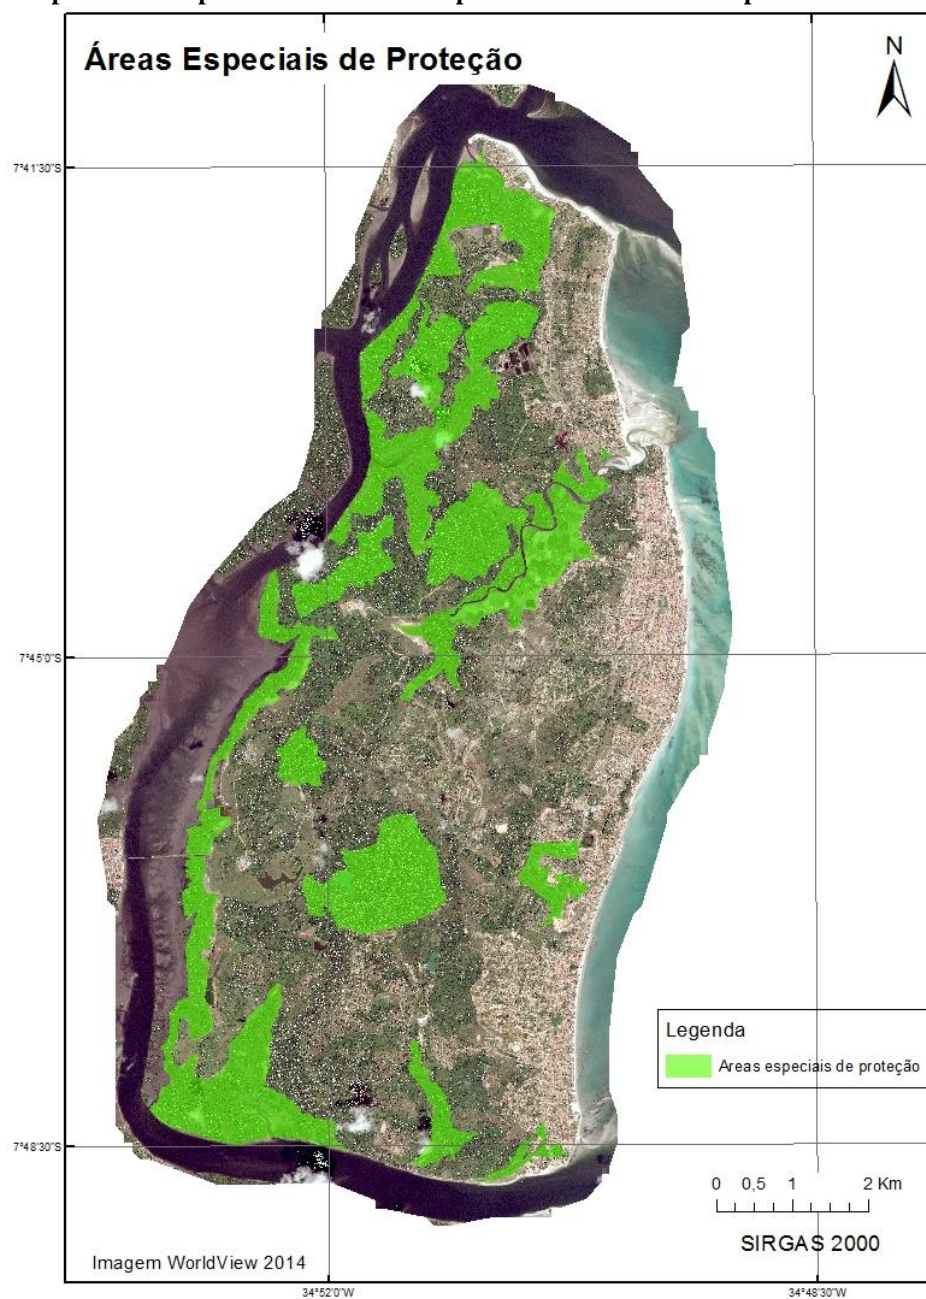 Áreas Especiais de Proteção
N
7°41'30"S
7°45'0"S
Legenda
Areas especiais de proteção
7°48'30"S
0 0,5 1 2 Km
SIRGAS 2000
Imagem WorldView 2014
34°52'0"W 34°48'30"W